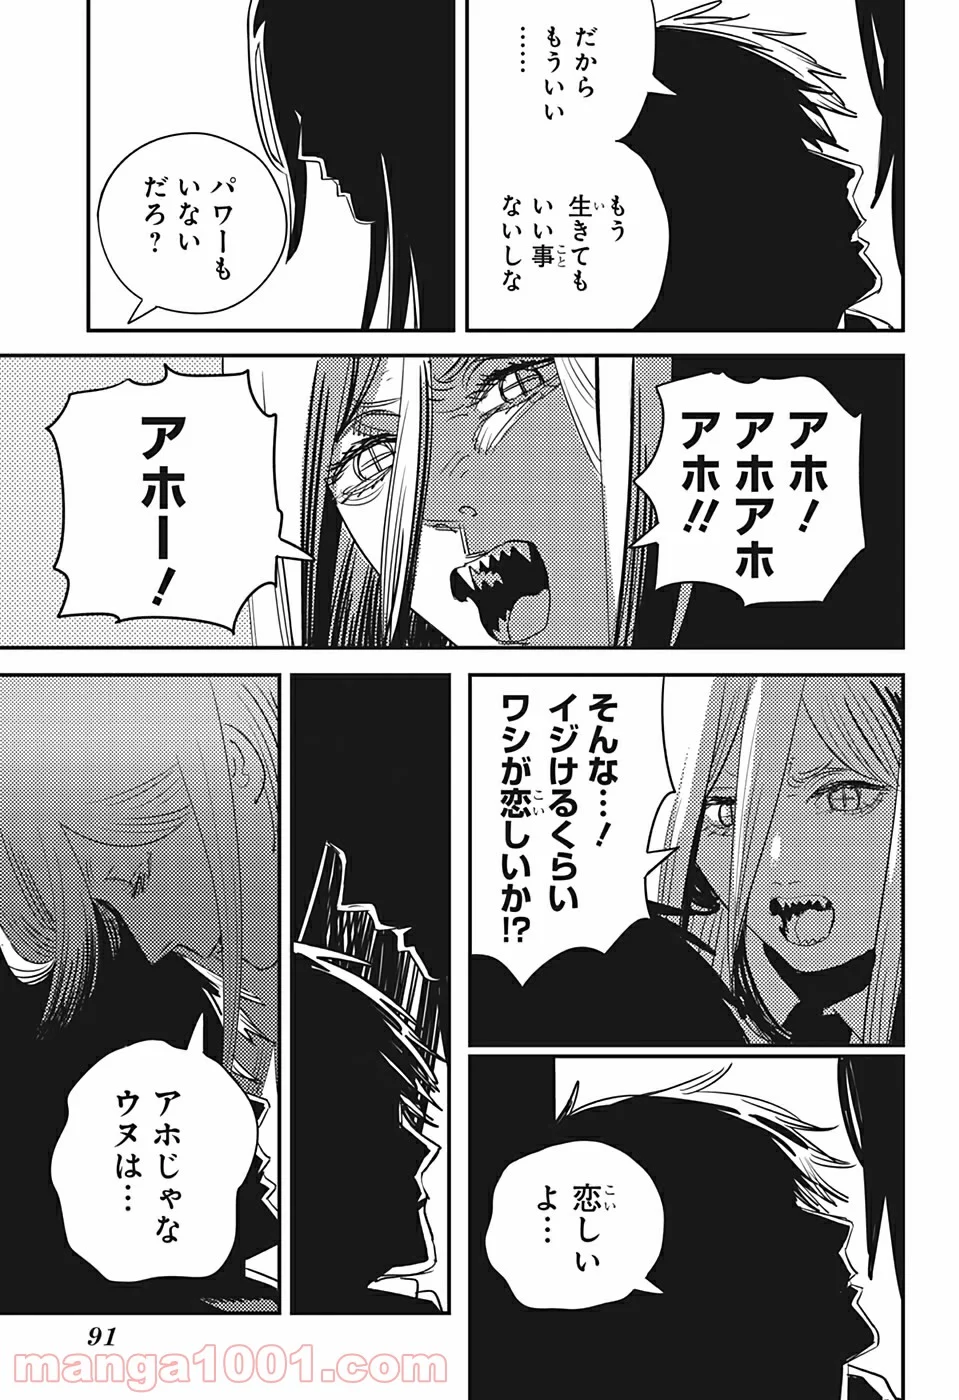 だから
もういい
……
もう
生きても
いい事
ないしな
パワーも
いない
だろ？
アホ！
アホアホ
アホ!!
アホー！
そんな…！
イジけるくらい
ワシが恋しいか!?
恋しい
よ…
アホじゃな
ウヌは…
91
manga1001.com